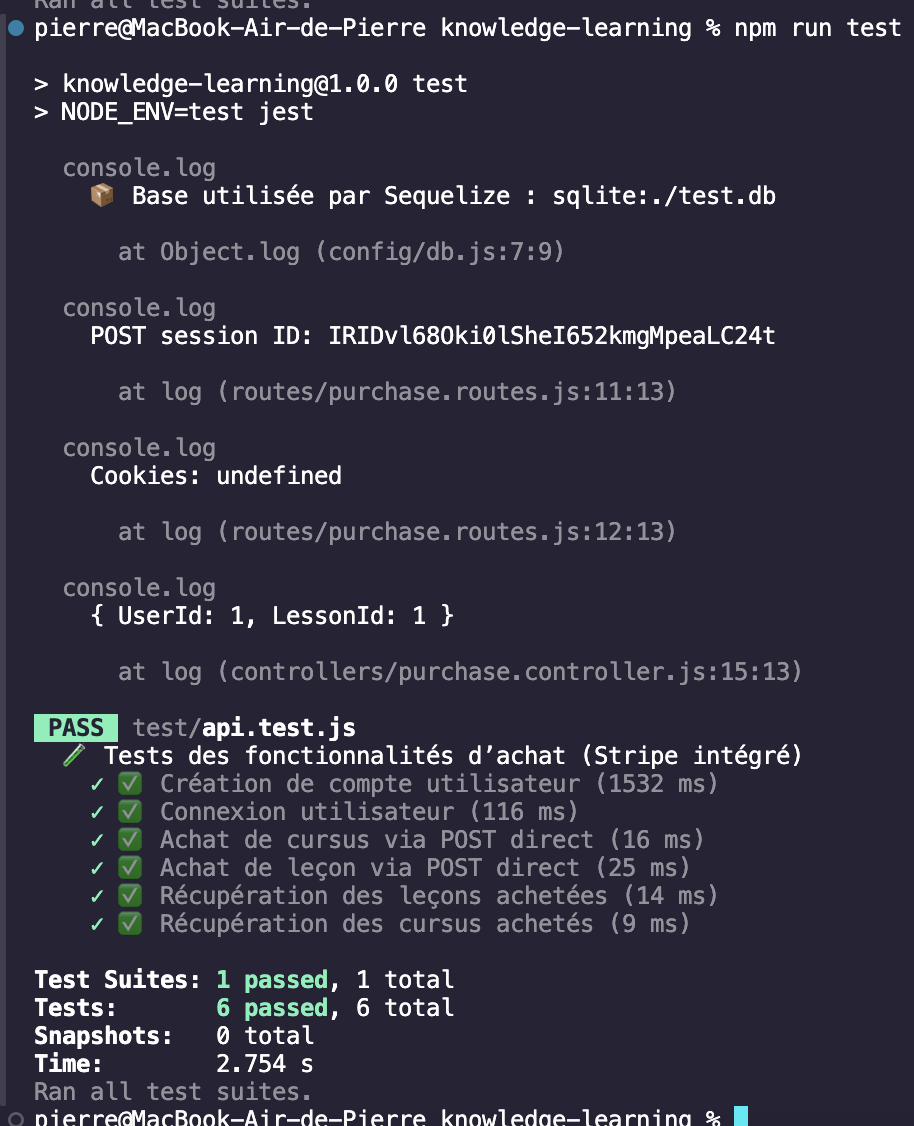 Ran all test suites.
pierre@MacBook-Air-de-Pierre knowledge-learning % npm run test
> knowledge-learning@1.0.0 test
> NODE_ENV=test jest
console.log
📦 Base utilisée par Sequelize : sqlite:./test.db
at Object.log (config/db.js:7:9)
console.log
POST session ID: IRIDvl68Oki0lSheI652kmgMpeaLC24t
at log (routes/purchase.routes.js:11:13)
console.log
Cookies: undefined
at log (routes/purchase.routes.js:12:13)
console.log
{ UserId: 1, LessonId: 1 }
at log (controllers/purchase.controller.js:15:13)
PASS test/api.test.js
🧪 Tests des fonctionnalités d’achat (Stripe intégré)
✓ ✅ Création de compte utilisateur (1532 ms)
✓ ✅ Connexion utilisateur (116 ms)
✓ ✅ Achat de cursus via POST direct (16 ms)
✓ ✅ Achat de leçon via POST direct (25 ms)
✓ ✅ Récupération des leçons achetées (14 ms)
✓ ✅ Récupération des cursus achetés (9 ms)
Test Suites: 1 passed, 1 total
Tests: 6 passed, 6 total
Snapshots: 0 total
Time: 2.754 s
Ran all test suites.
pierre@MacBook-Air-de-Pierre knowledge-learning %